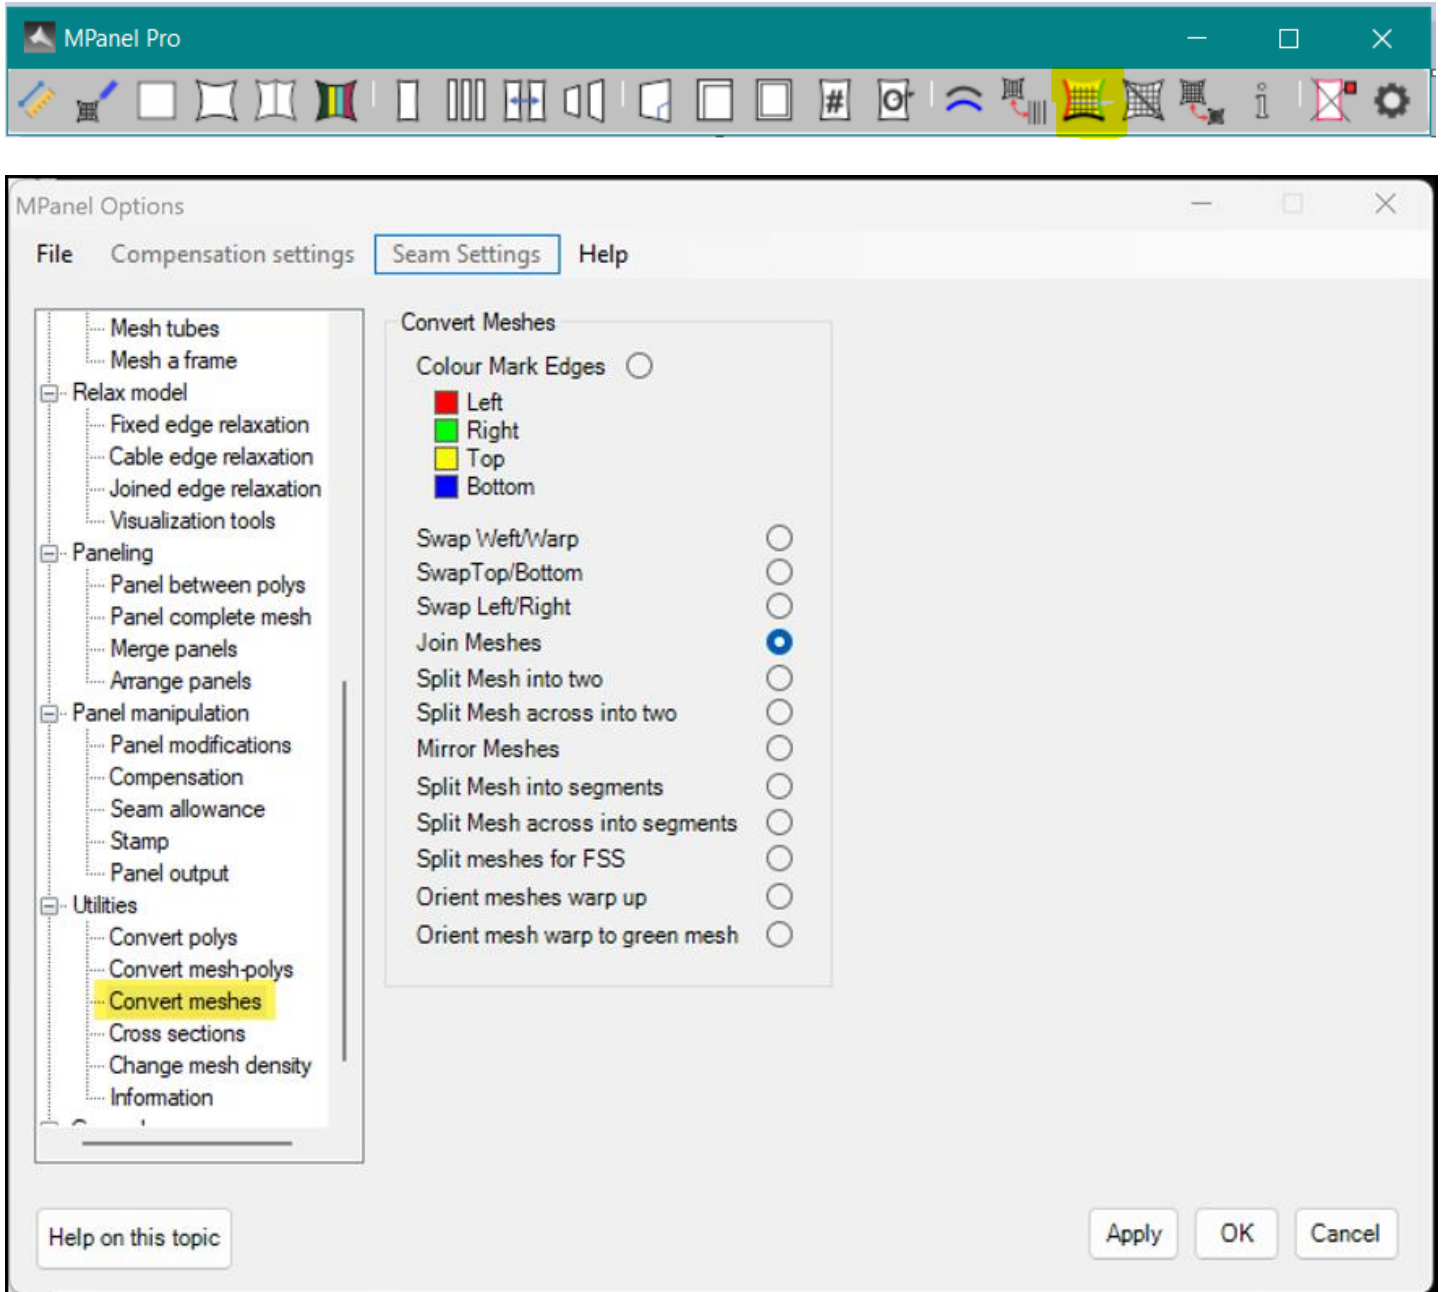 MPanel Pro
#
MPanel Options
File Compensation settings Seam Settings Help
Mesh tubes
Mesh a frame
Relax model
Fixed edge relaxation
Cable edge relaxation
Joined edge relaxation
Visualization tools
Paneling
Panel between polys
Panel complete mesh
Merge panels
Arrange panels
Panel manipulation
Panel modifications
Compensation
Seam allowance
Stamp
Panel output
Utilities
Convert polys
Convert mesh-polys
Convert meshes
Cross sections
Change mesh density
Information
Convert Meshes
Colour Mark Edges
Left
Right
Top
Bottom
Swap Weft/Warp
SwapTop/Bottom
Swap Left/Right
Join Meshes
Split Mesh into two
Split Mesh across into two
Mirror Meshes
Split Mesh into segments
Split Mesh across into segments
Split meshes for FSS
Orient meshes warp up
Orient mesh warp to green mesh
Help on this topic
Apply OK Cancel